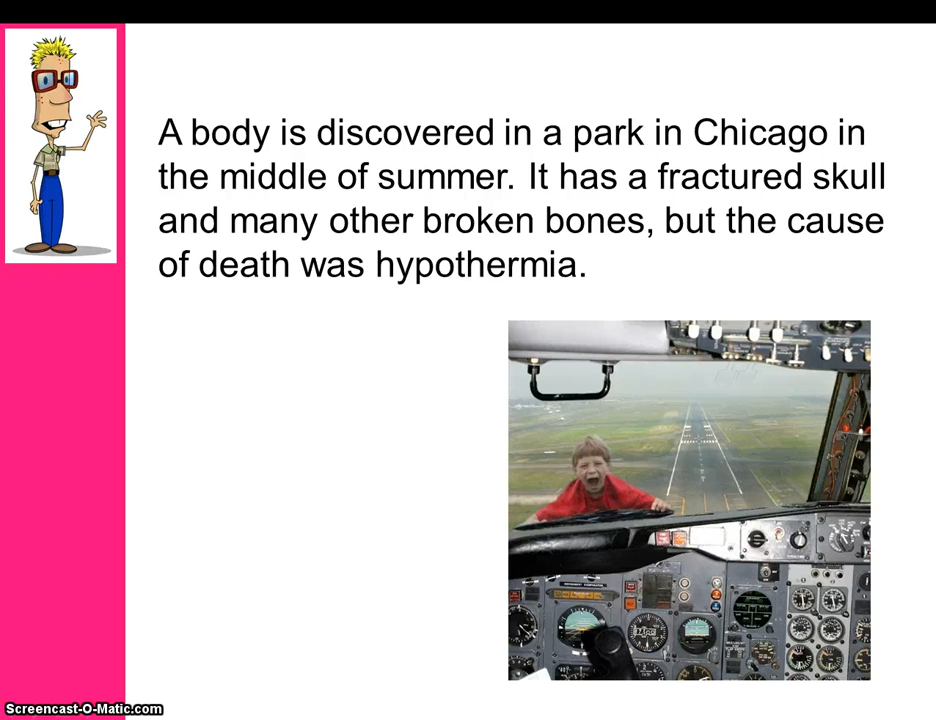 A body is discovered in a park in Chicago in
the middle of summer. It has a fractured skull
and many other broken bones, but the cause
of death was hypothermia.
Screencast-O-Matic.com